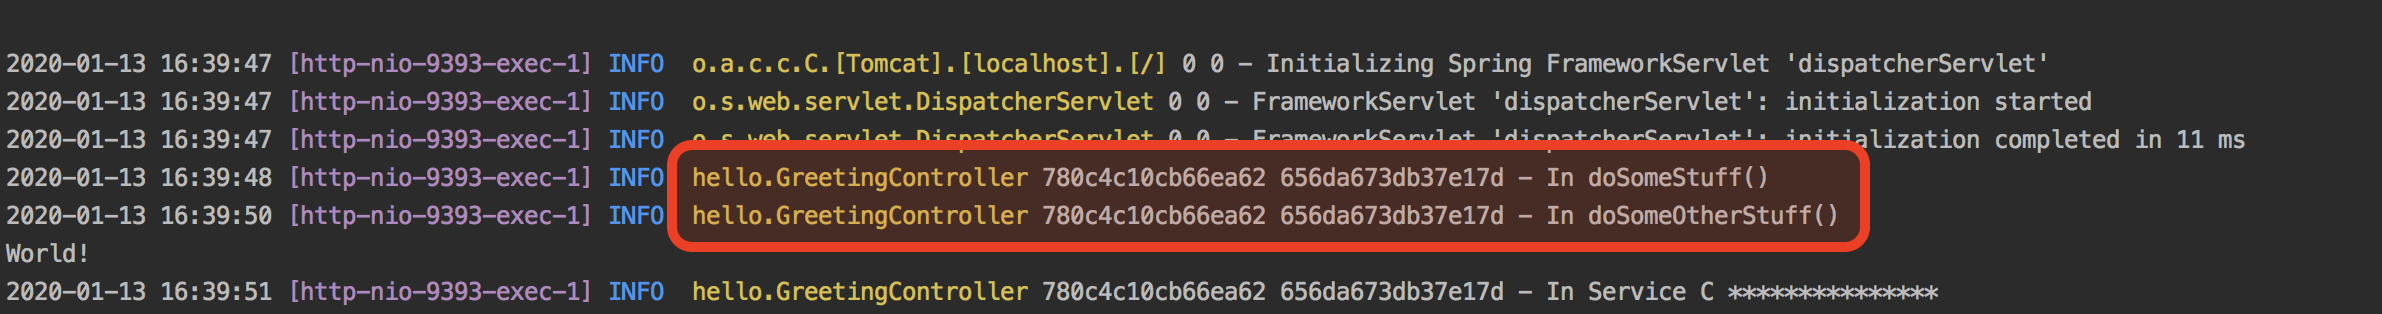 2020-01-13 16:39:47 [http-nio-9393-exec-1] INFO  o.a.c.c.C.[Tomcat].[localhost].[/] 0 0 - Initializing Spring FrameworkServlet 'dispatcherServlet'
2020-01-13 16:39:47 [http-nio-9393-exec-1] INFO  o.s.web.servlet.DispatcherServlet 0 0 - FrameworkServlet 'dispatcherServlet': initialization started
2020-01-13 16:39:47 [http-nio-9393-exec-1] INFO  o.s.web.servlet.DispatcherServlet 0 0 - FrameworkServlet 'dispatcherServlet': initialization completed in 11 ms
2020-01-13 16:39:48 [http-nio-9393-exec-1] INFO  hello.GreetingController 780c4c10cb66ea62 656da673db37e17d - In doSomeStuff()
2020-01-13 16:39:50 [http-nio-9393-exec-1] INFO  hello.GreetingController 780c4c10cb66ea62 656da673db37e17d - In doSomeOtherStuff()
World!
2020-01-13 16:39:51 [http-nio-9393-exec-1] INFO  hello.GreetingController 780c4c10cb66ea62 656da673db37e17d - In Service C ***************